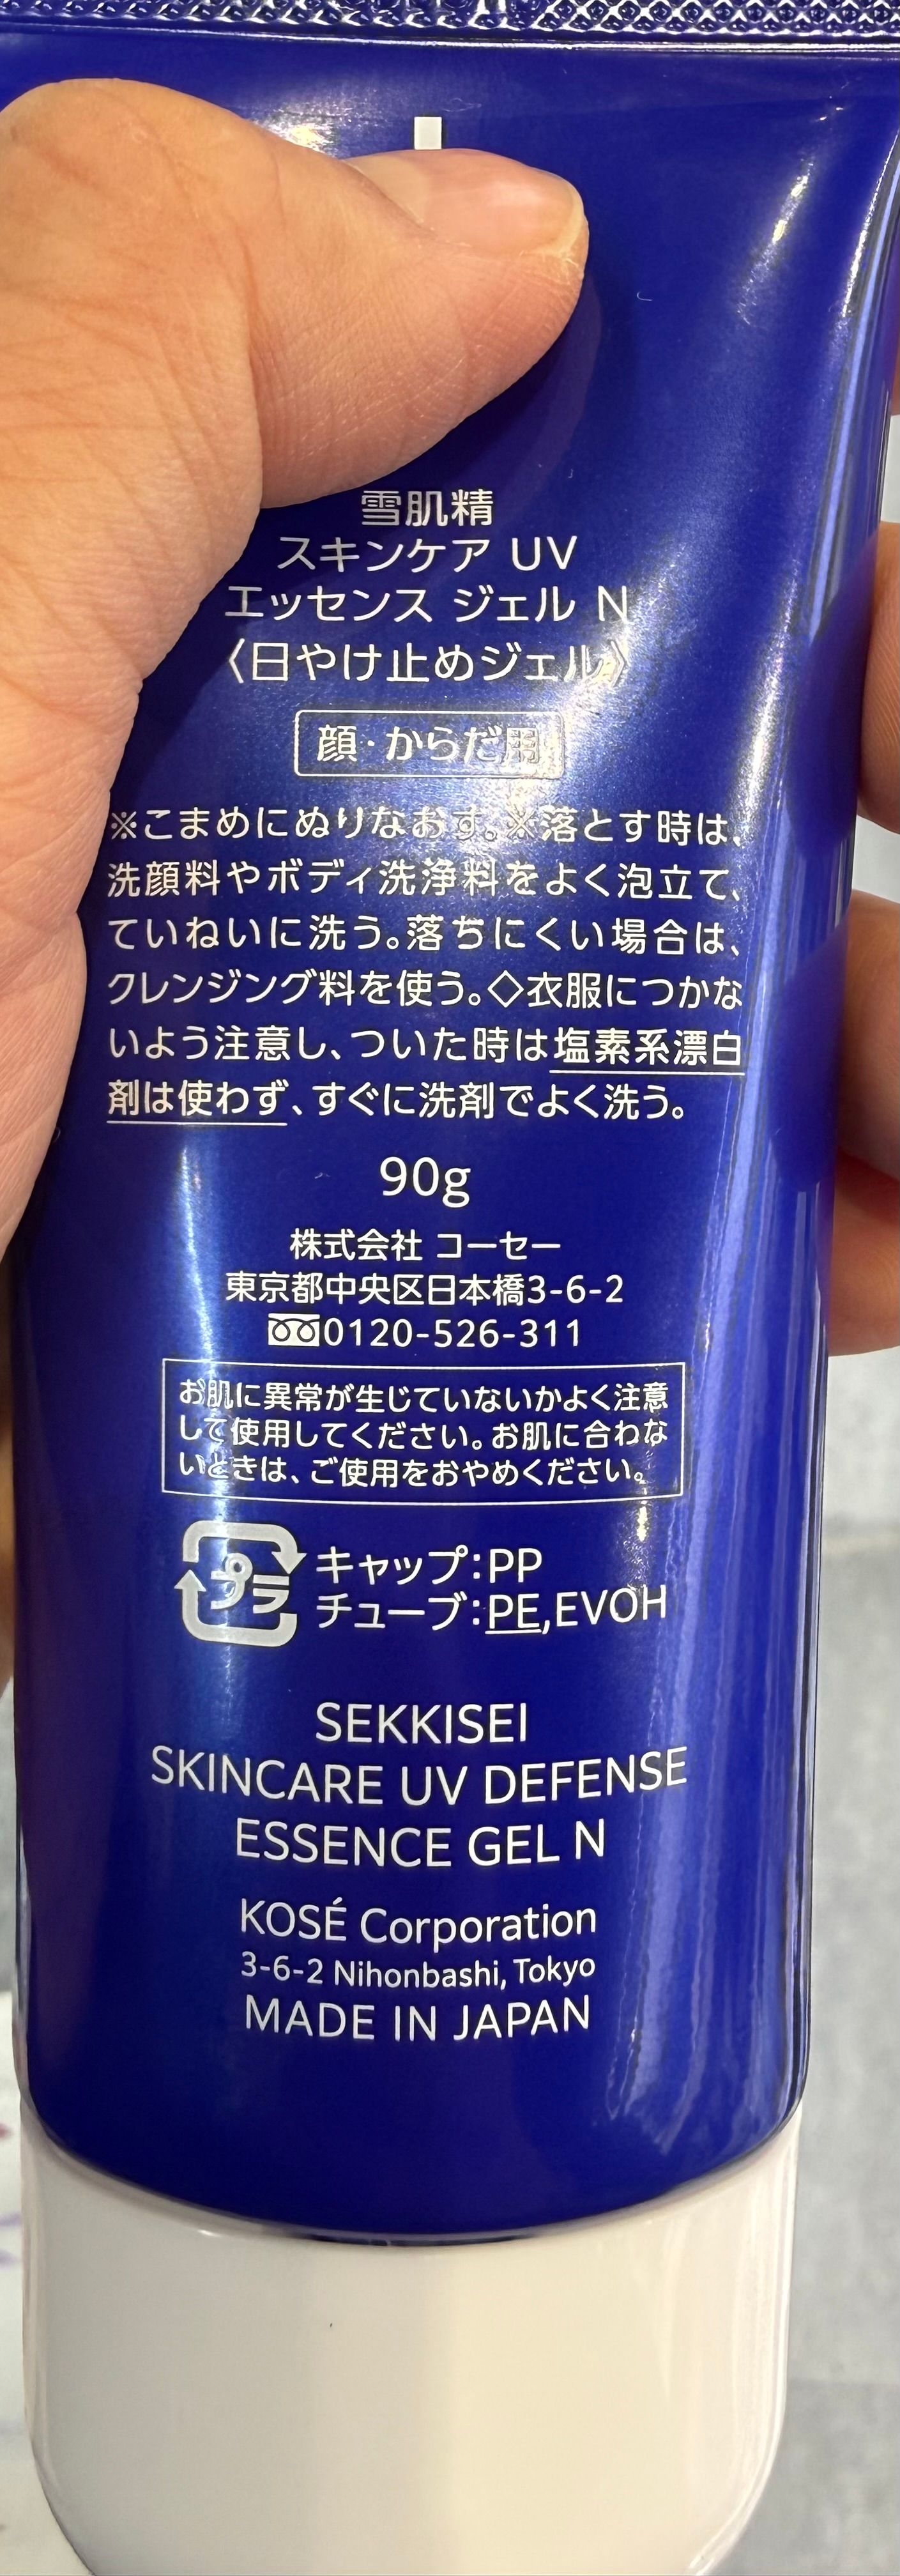 雪肌精
スキンケア UV
エッセンス ジェル N
〈日やけ止めジェル〉
顔・からだ用
※こまめにぬりなおす。※落とす時は、
洗顔料やボディ洗浄料をよく泡立て、
ていねいに洗う。落ちにくい場合は、
クレンジング料を使う。◇衣服につかな
いよう注意し、ついた時は塩素系漂白
剤は使わず、すぐに洗剤でよく洗う。
90g
株式会社 コーセー
東京都中央区日本橋3-6-2
0120-526-311
お肌に異常が生じていないかよく注意
して使用してください。お肌に合わな
いときは、ご使用をおやめください。
プラ
キャップ:PP
チューブ:PE,EVOH
SEKKISEI
SKINCARE UV DEFENSE
ESSENCE GEL N
KOSÉ Corporation
3-6-2 Nihonbashi, Tokyo
MADE IN JAPAN